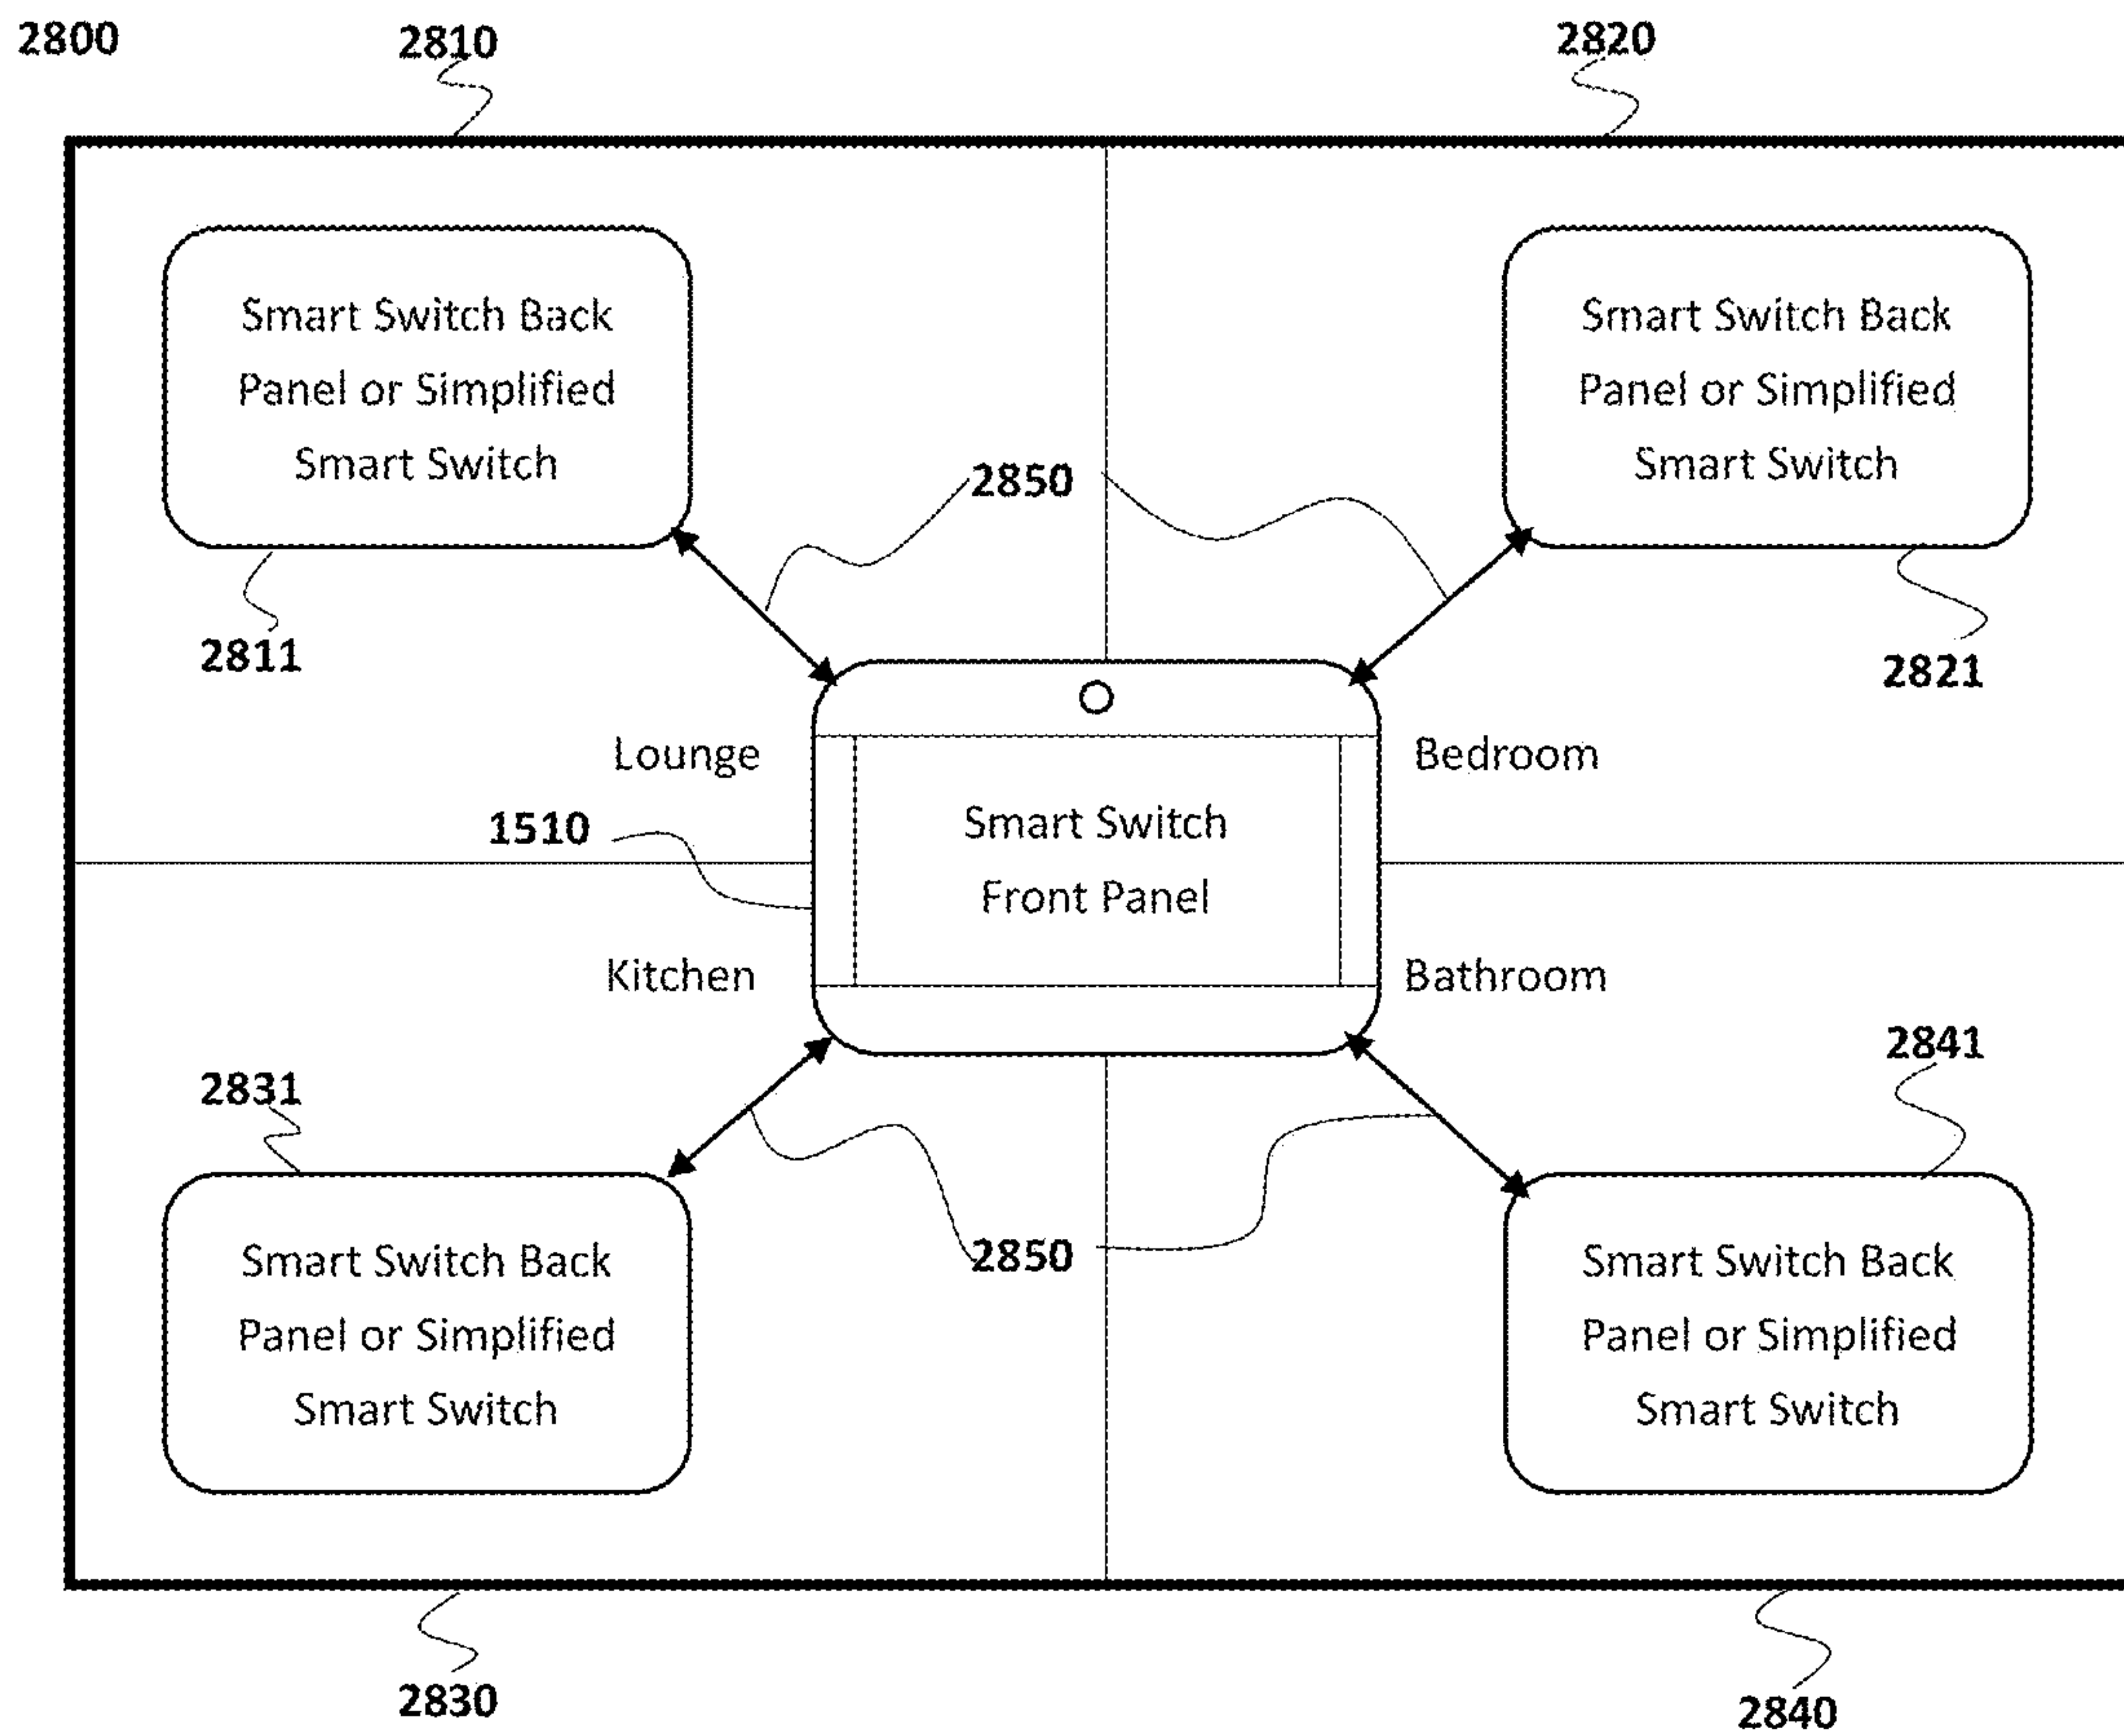 2800
2810
2820
Smart Switch Back
Panel or Simplified
Smart Switch
Smart Switch Back
Panel or Simplified
Smart Switch
2850
2811
2821
Lounge
Bedroom
1510
Smart Switch
Front Panel
Kitchen
Bathroom
2831
2841
2850
Smart Switch Back
Panel or Simplified
Smart Switch
Smart Switch Back
Panel or Simplified
Smart Switch
2830
2840